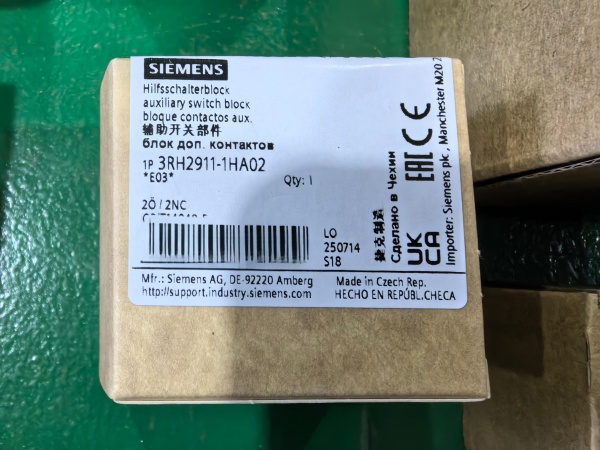 SIEMENS
Hilfsschalterblock
auxiliary switch block
bloque contactos aux.
辅助开关部件
блок доп. контактов
1P 3RH2911-1HA02
*E03*
Qty: 1
2Ö / 2NC
LO
250714
S18
捷克制造
Сделано в Чехии
EAC CE
UK
CA
Importer: Siemens plc, Manchester M20 2
Mfr.: Siemens AG, DE-92220 Amberg
http://support.industry.siemens.com
Made in Czech Rep.
HECHO EN REPÚBL.CHECA